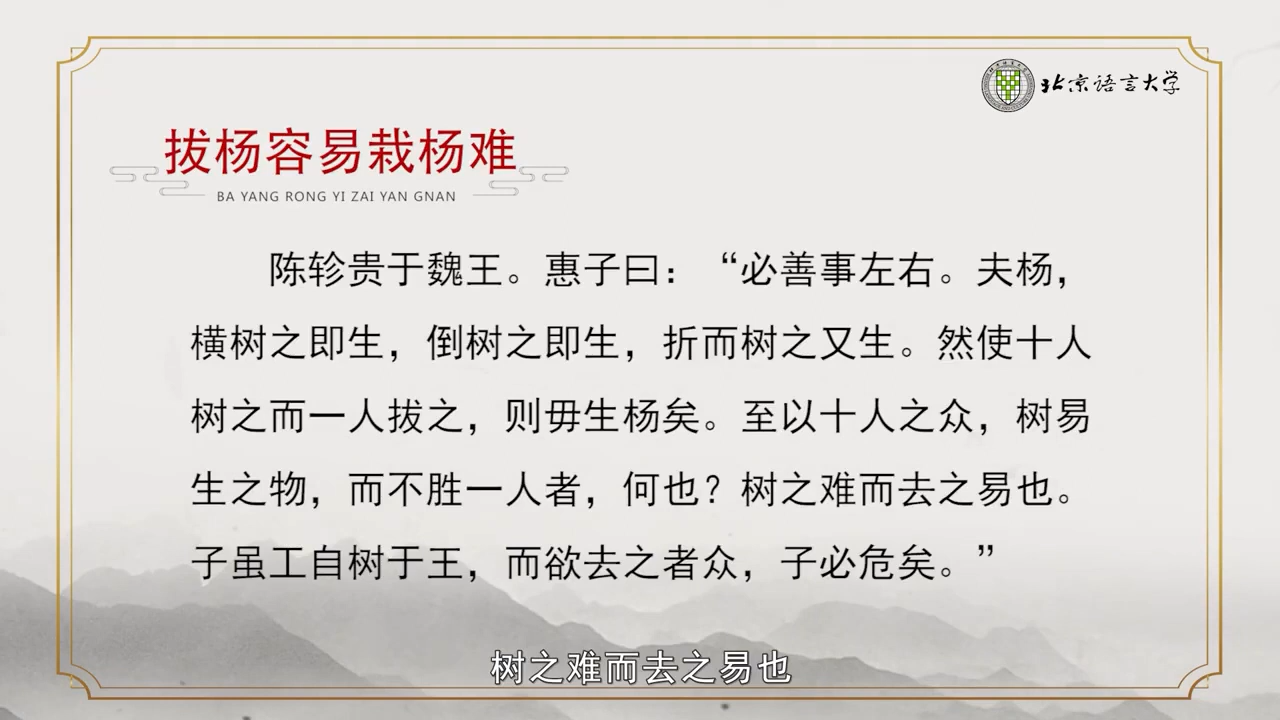 北京语言大学
拔杨容易栽杨难
BA YANG RONG YI ZAI YAN GNAN
陈轸贵于魏王。惠子曰：“必善事左右。夫杨，
横树之即生，倒树之即生，折而树之又生。然使十人
树之而一人拔之，则毋生杨矣。至以十人之众，树易
生之物，而不胜一人者，何也？树之难而去之易也。
子虽工自树于王，而欲去之者众，子必危矣。”
树之难而去之易也